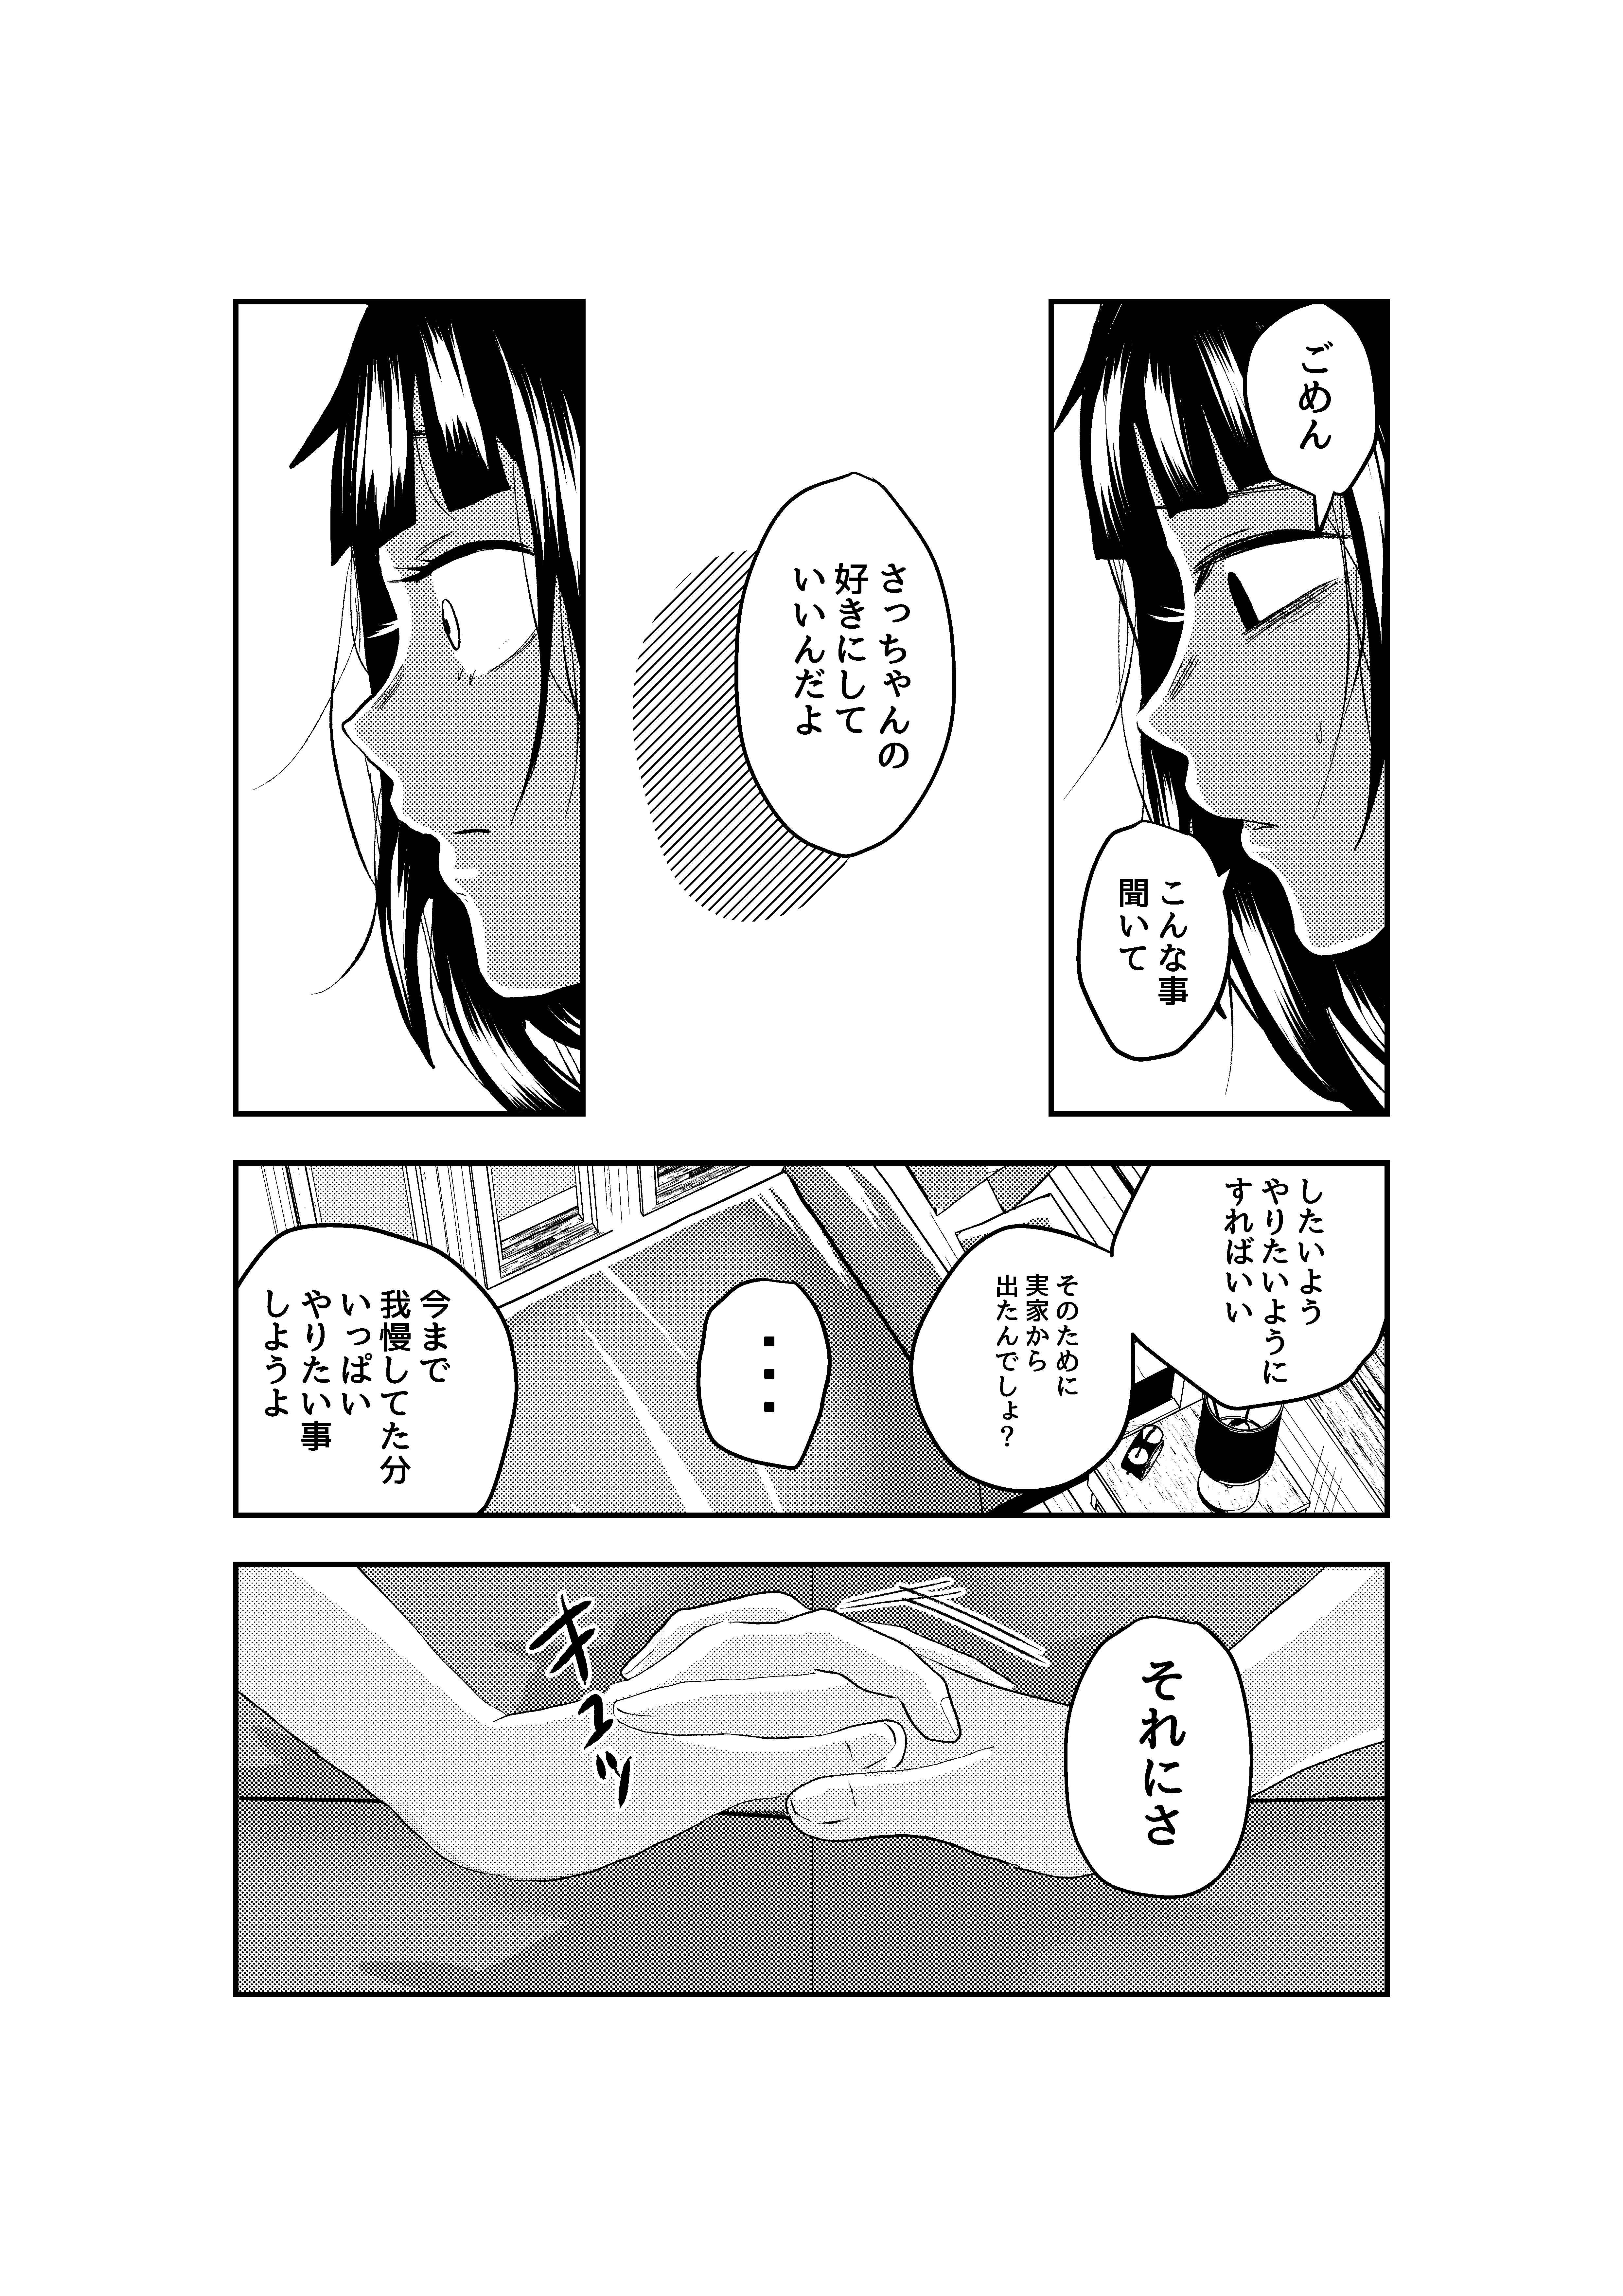 ごめん
こんな事
聞いて
さっちゃんの
好きにして
いいんだよ
したいよう
やりたいように
すればいい
そのために
実家から
出たんでしょ？
・・・
今まで
我慢してた分
いっぱい
やりたい事
しようよ
それにさ
キュッ